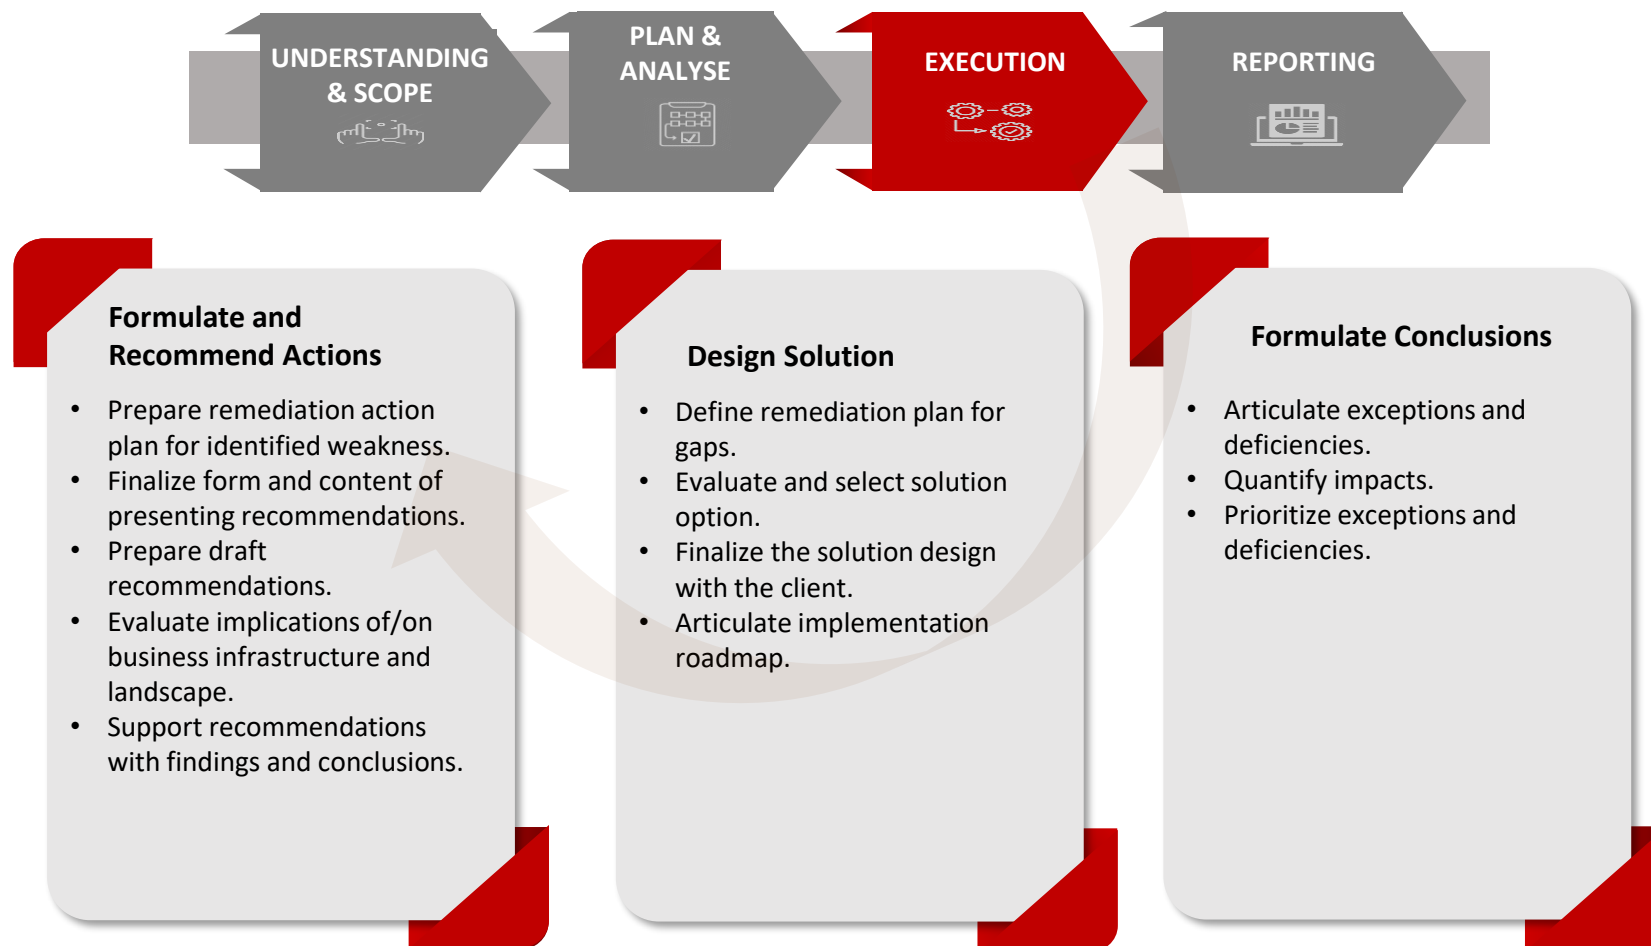 UNDERSTANDING
& SCOPE
PLAN &
ANALYSE
EXECUTION
REPORTING
Formulate and
Recommend Actions
• Prepare remediation action
plan for identified weakness.
• Finalize form and content of
presenting recommendations.
• Prepare draft
recommendations.
• Evaluate implications of/on
business infrastructure and
landscape.
• Support recommendations
with findings and conclusions.
Design Solution
• Define remediation plan for
gaps.
• Evaluate and select solution
option.
• Finalize the solution design
with the client.
• Articulate implementation
roadmap.
Formulate Conclusions
• Articulate exceptions and
deficiencies.
• Quantify impacts.
• Prioritize exceptions and
deficiencies.